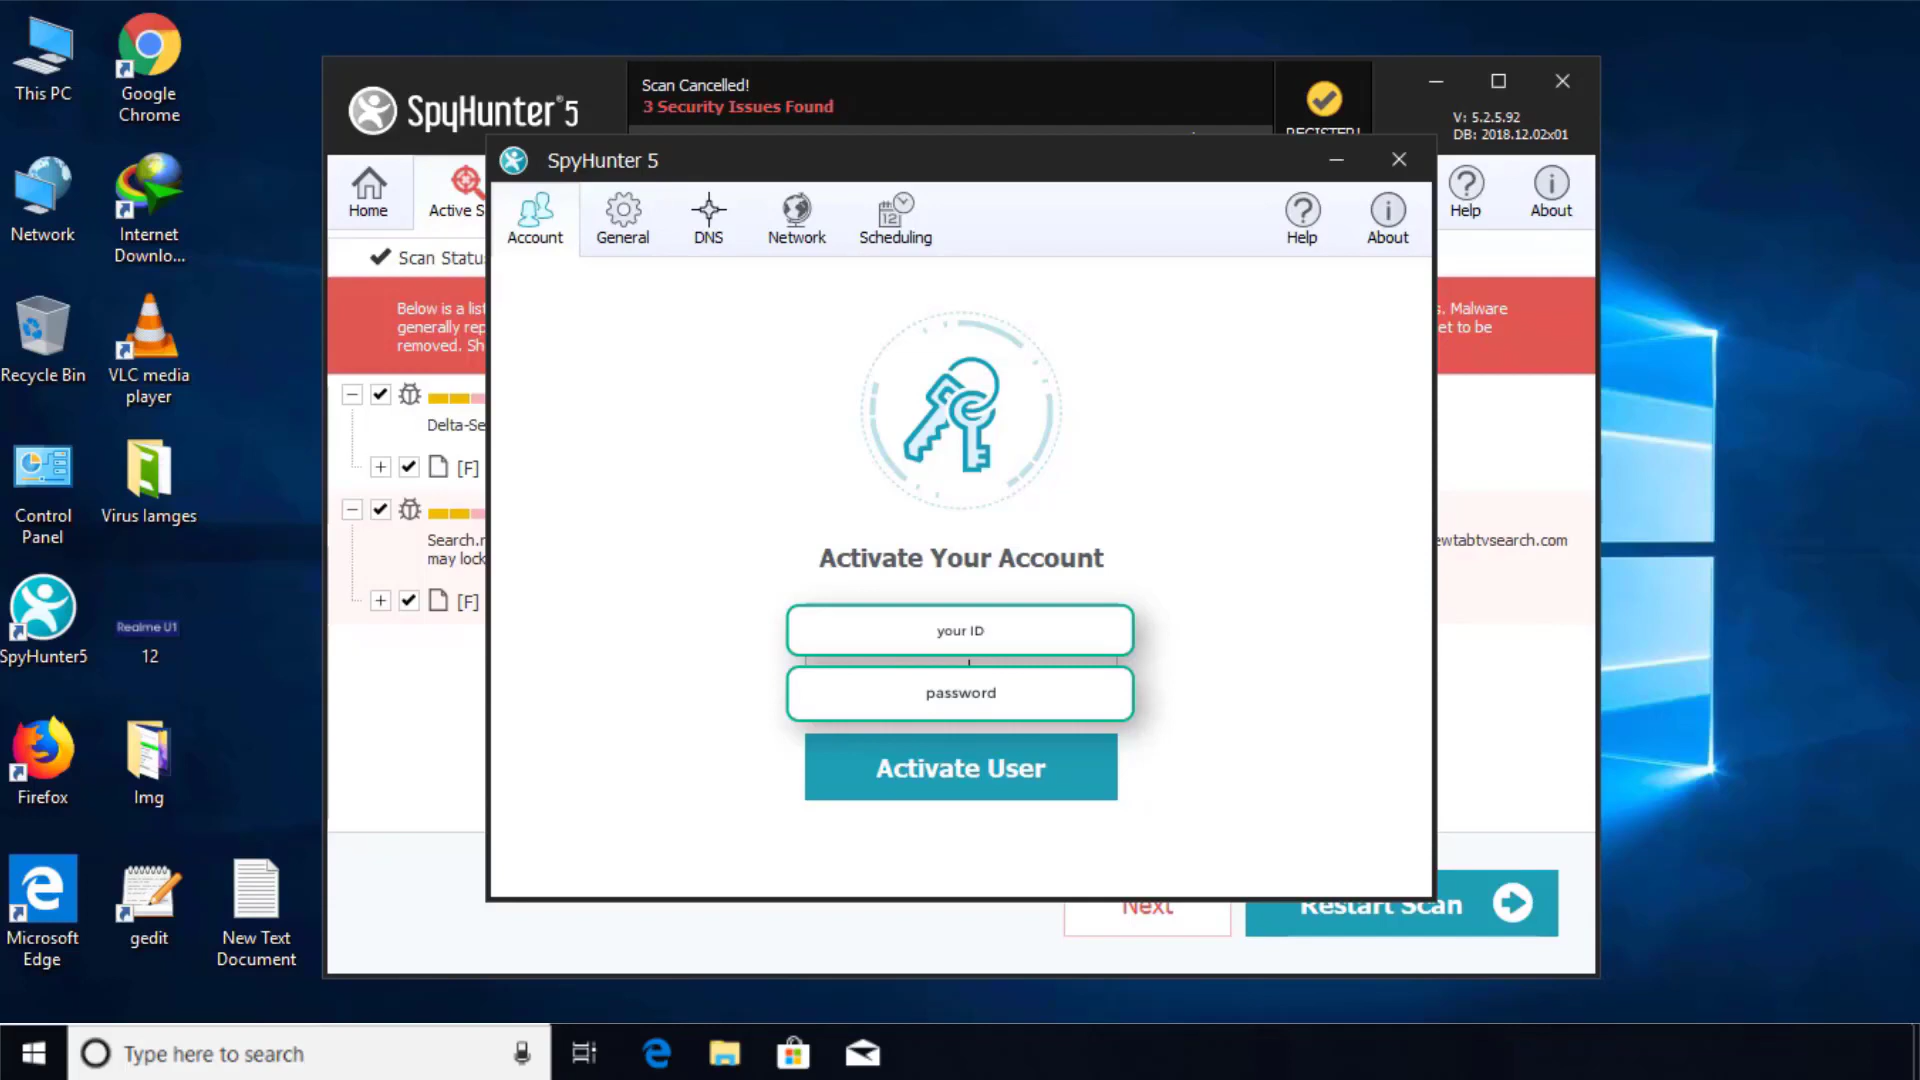 This PC
Google
Chrome
Network
Internet
Downlo...
Recycle Bin
VLC media
player
Control
Panel
Virus Iamges
SpyHunter5
Realme U1
12
Firefox
Img
Microsoft
Edge
gedit
New Text
Document
SpyHunter® 5
Scan Cancelled!
3 Security Issues Found
REGISTER!
V: 5.2.5.92
DB: 2018.12.02x01
Home
Active S
Help
About
Scan Statu
Below is a list
generally rep
removed. Sh
s. Malware
et to be
Delta-Se
[F]
Search.r
may lock
ewtabtvsearch.com
[F]
SpyHunter 5
Account
General
DNS
12
Network
Scheduling
Help
About
Activate Your Account
your ID
password
Activate User
Next
Restart Scan
Type here to search